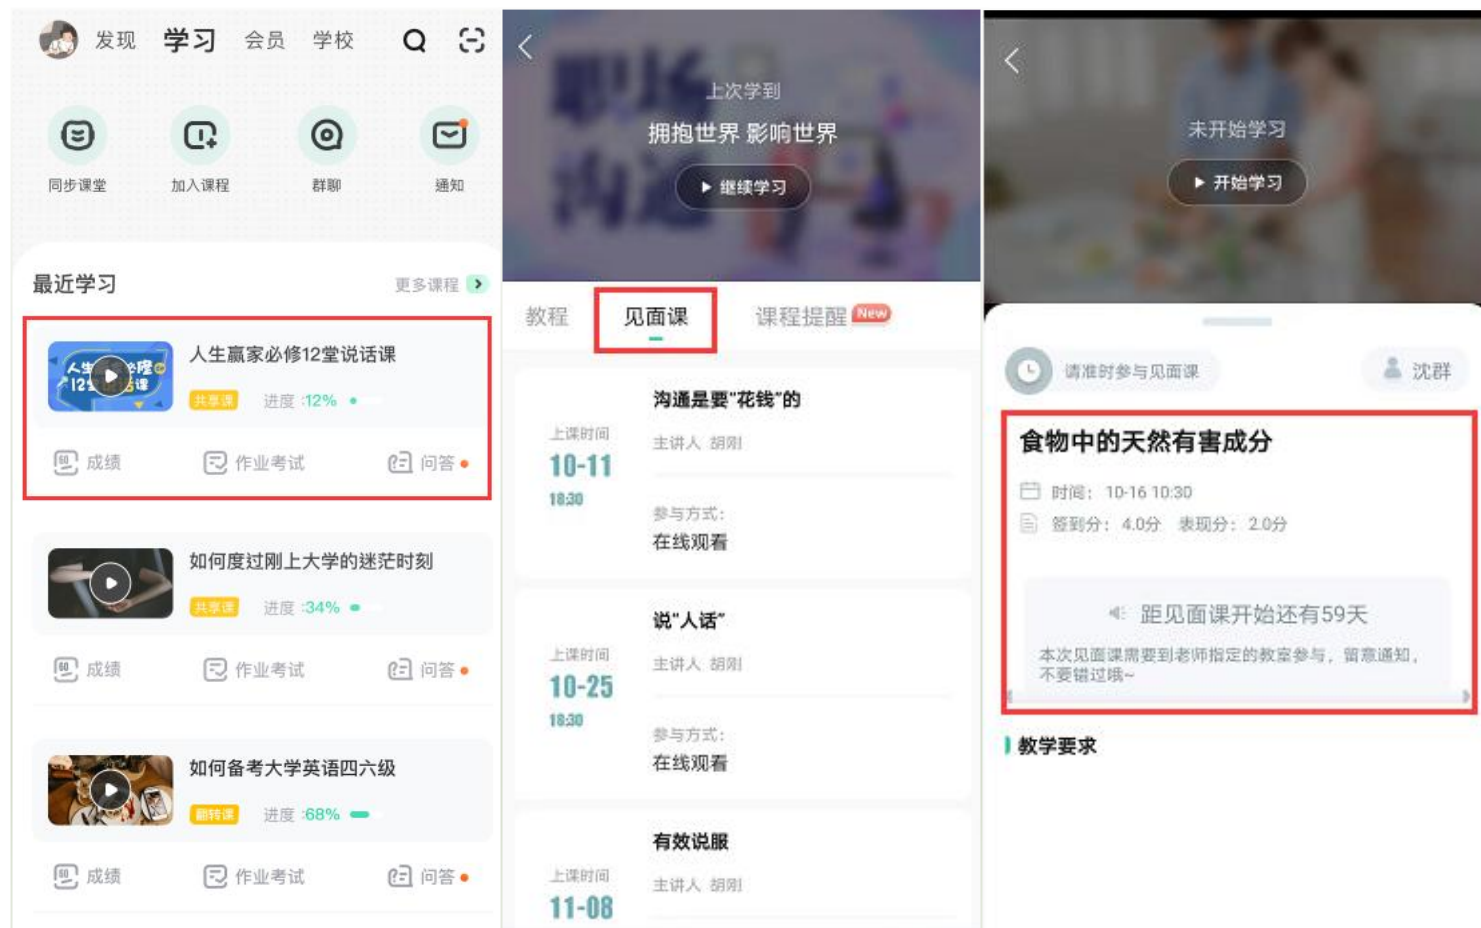 发现 学习 会员 学校
同步课堂 加入课程 群聊 通知
最近学习 更多课程
人生赢家必修12堂说话课
共享课 进度:12%
成绩 作业考试 问答
如何度过刚上大学的迷茫时刻
共享课 进度:34%
成绩 作业考试 问答
如何备考大学英语四六级
翻转课 进度:68%
成绩 作业考试 问答
职场
沟通
上次学到
拥抱世界 影响世界
继续学习
教程 见面课 课程提醒 New
沟通是要"花钱"的
上课时间
主讲人 胡刚
10-11
18:30
参与方式:
在线观看
说"人话"
上课时间
主讲人 胡刚
10-25
18:30
参与方式:
在线观看
有效说服
上课时间
主讲人 胡刚
11-08
未开始学习
开始学习
请准时参与见面课 沈群
食物中的天然有害成分
时间: 10-16 10:30
签到分: 4.0分 表现分: 2.0分
距见面课开始还有59天
本次见面课需要到老师指定的教室参与，留意通知，
不要错过哦~
教学要求